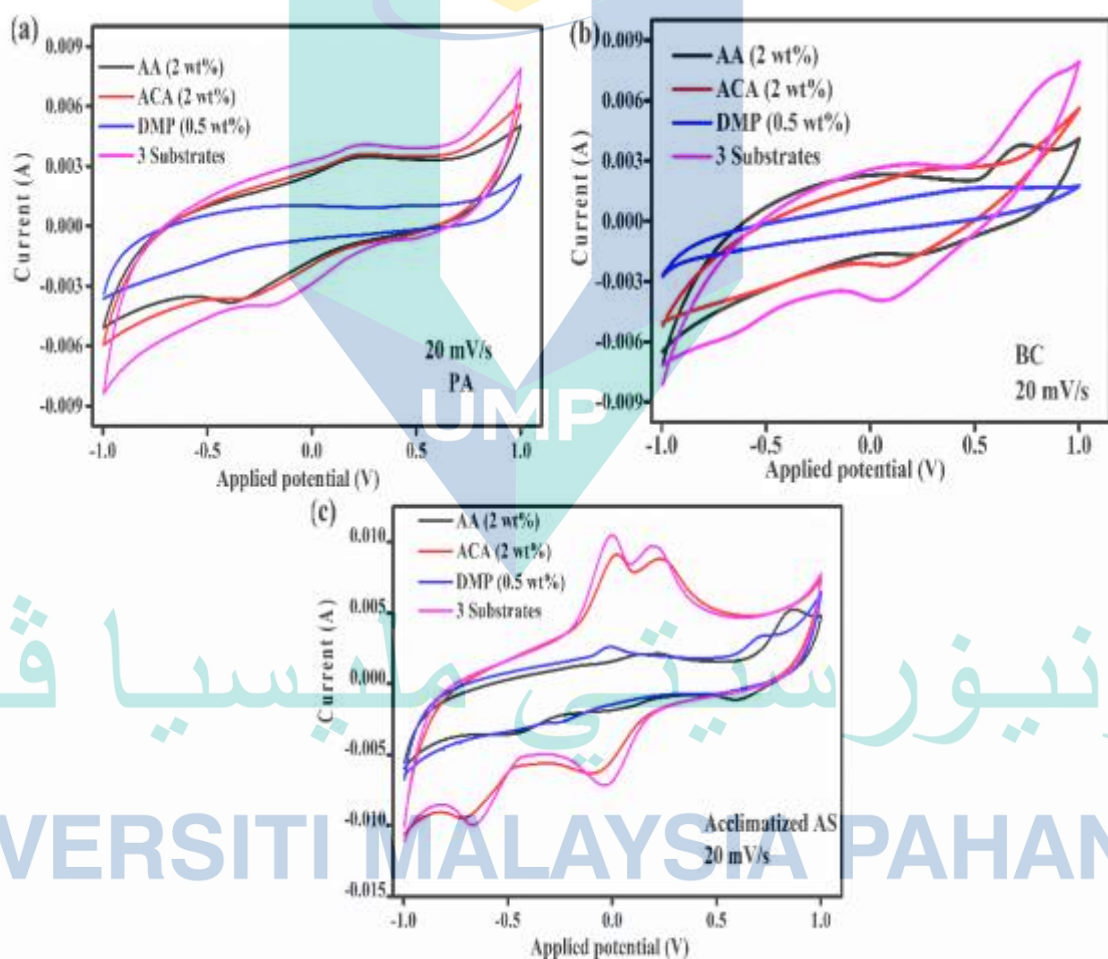 (a)
0.009
0.006
0.003
0.000
-0.003
-0.006
-0.009
Current (A)
AA (2 wt%)
ACA (2 wt%)
DMP (0.5 wt%)
3 Substrates
20 mV/s
PA
-1.0 -0.5 0.0 0.5 1.0
Applied potential (V)
(b)
0.009
0.006
0.003
0.000
-0.003
-0.006
-0.009
Current (A)
AA (2 wt%)
ACA (2 wt%)
DMP (0.5 wt%)
3 Substrates
BC
20 mV/s
-1.0 -0.5 0.0 0.5 1.0
Applied potential (V)
UMP
(c)
0.010
0.005
0.000
-0.005
-0.010
-0.015
Current (A)
AA (2 wt%)
ACA (2 wt%)
DMP (0.5 wt%)
3 Substrates
Acclimatized AS
20 mV/s
-1.0 -0.5 0.0 0.5 1.0
Applied potential (V)
نيۏرسيتي مليسيا ڤ
VERSITI MALAYSIA PAHAN